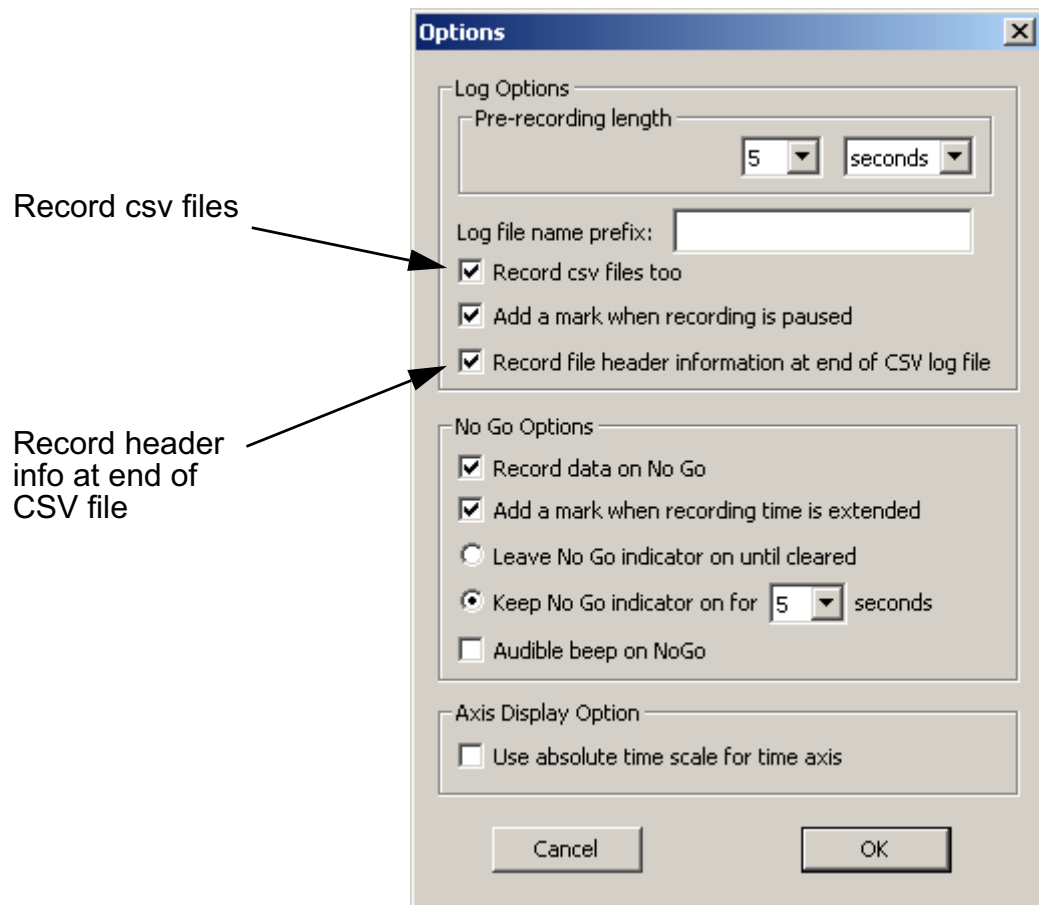 Options
Log Options
Pre-recording length
5 seconds
Record csv files
Log file name prefix:
Record csv files too
Add a mark when recording is paused
Record file header information at end of CSV log file
Record header
info at end of
CSV file
No Go Options
Record data on No Go
Add a mark when recording time is extended
Leave No Go indicator on until cleared
Keep No Go indicator on for 5 seconds
Audible beep on NoGo
Axis Display Option
Use absolute time scale for time axis
Cancel OK